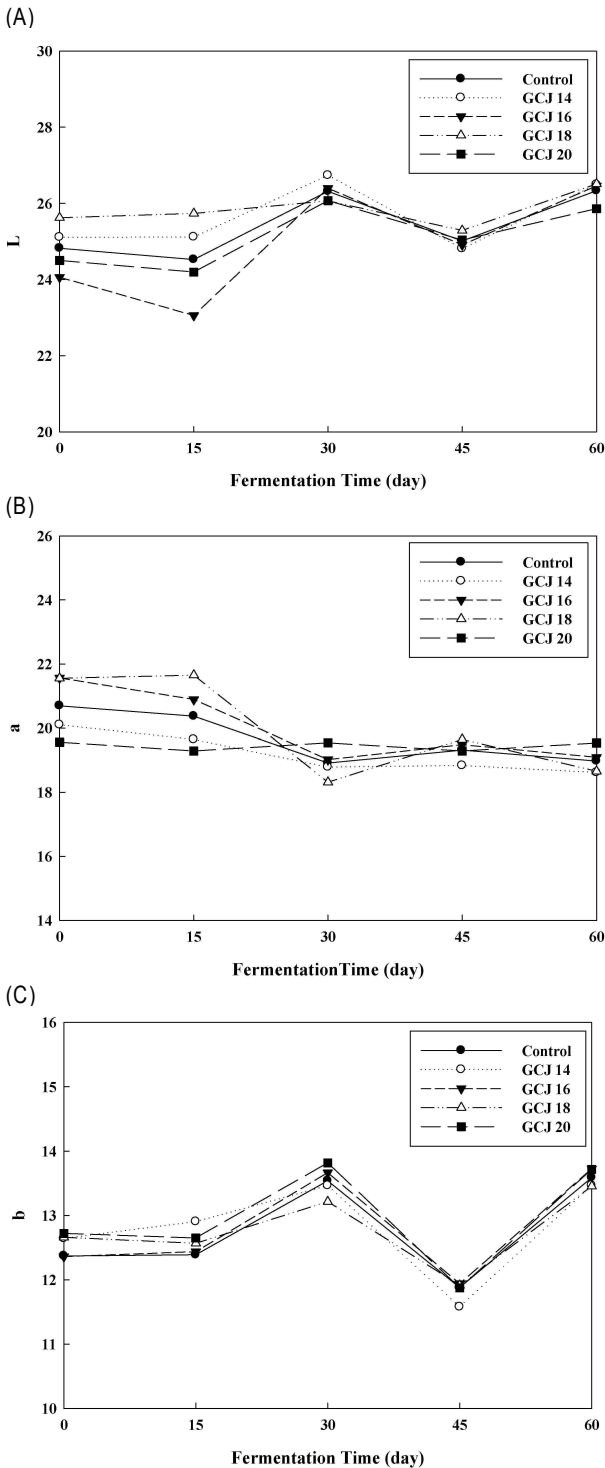 (A)
30
28
26
24
22
20
L
Control
GCJ 14
GCJ 16
GCJ 18
GCJ 20
0 15 30 45 60
Fermentation Time (day)
(B)
26
24
22
20
18
16
14
a
Control
GCJ 14
GCJ 16
GCJ 18
GCJ 20
0 15 30 45 60
FermentationTime (day)
(C)
16
15
14
13
12
11
10
b
Control
GCJ 14
GCJ 16
GCJ 18
GCJ 20
0 15 30 45 60
Fermentation Time (day)